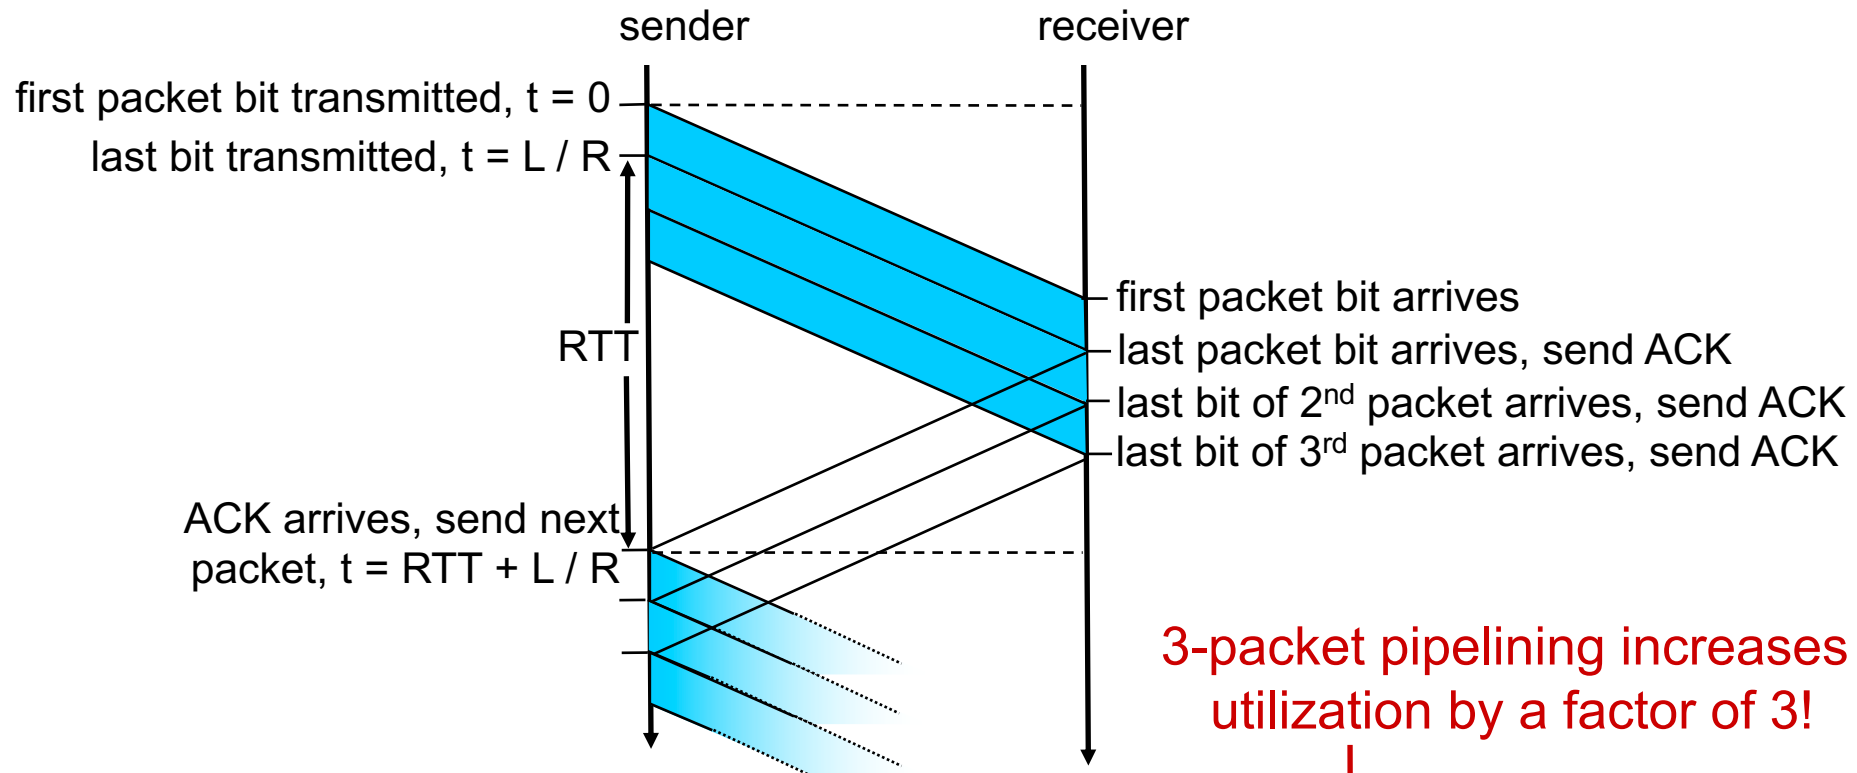 sender
receiver
first packet bit transmitted, t = 0
last bit transmitted, t = L / R
first packet bit arrives
RTT
last packet bit arrives, send ACK
last bit of 2nd packet arrives, send ACK
last bit of 3rd packet arrives, send ACK
ACK arrives, send next
packet, t = RTT + L / R
3-packet pipelining increases
utilization by a factor of 3!